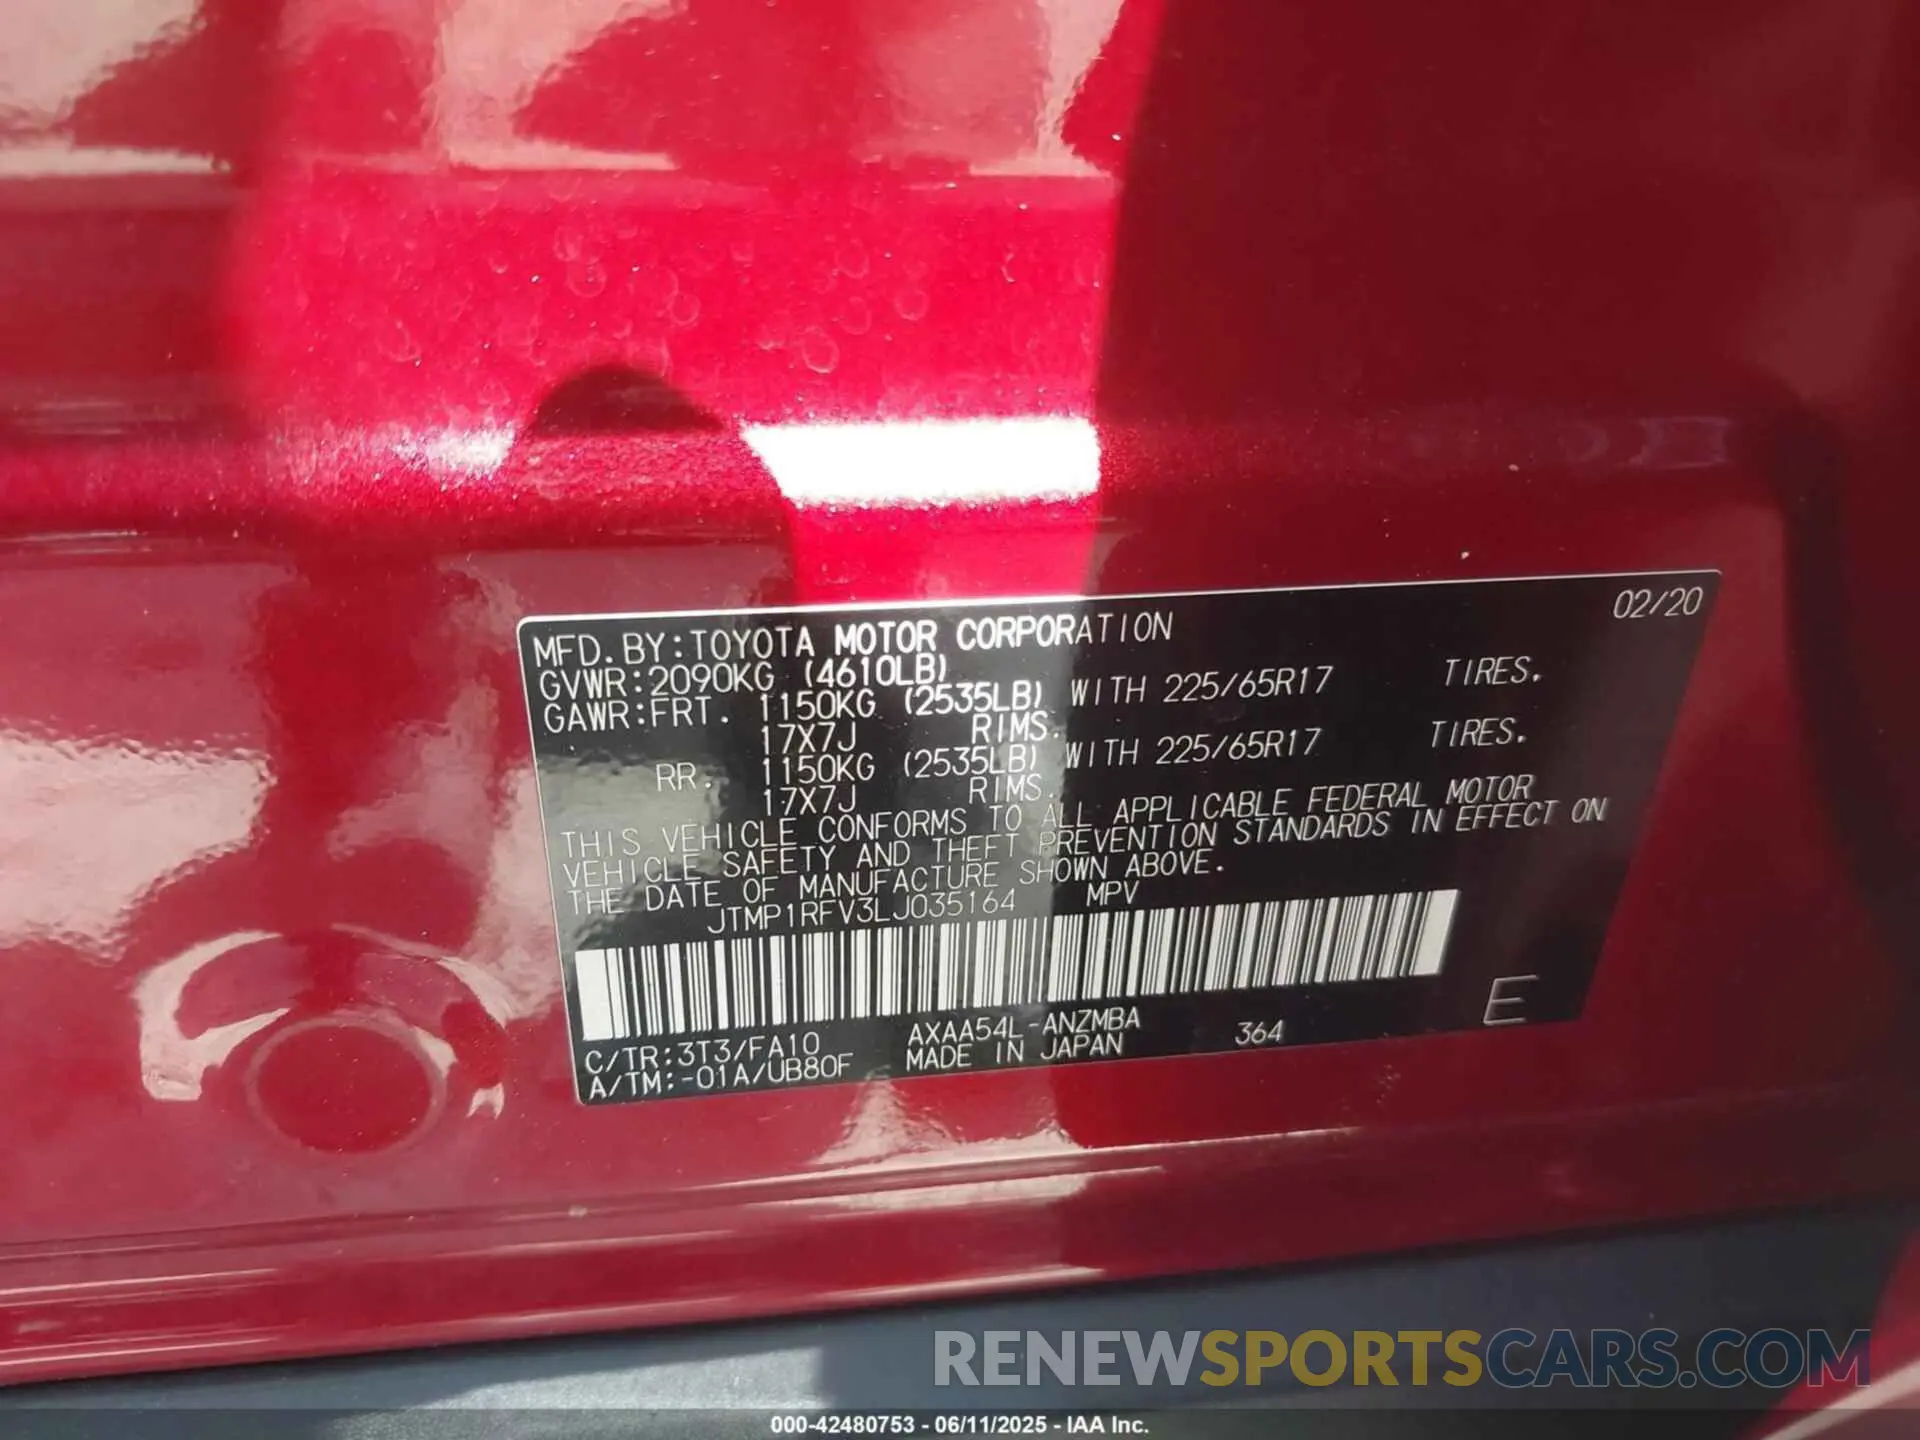 02/20
MFD. BY:TOYOTA MOTOR CORPORATION
GVWR:2090KG (4610LB)
GAWR:FRT. 1150KG (2535LB) WITH 225/65R17 TIRES.
17X7J RIMS.
RR. 1150KG (2535LB) WITH 225/65R17 TIRES.
17X7J RIMS.
THIS VEHICLE CONFORMS TO ALL APPLICABLE FEDERAL MOTOR
VEHICLE SAFETY AND THEFT PREVENTION STANDARDS IN EFFECT ON
THE DATE OF MANUFACTURE SHOWN ABOVE.
JTMP1RFV3LJ035164 MPV
E
C/TR:3T3/FA10 AXAA54L-ANZMBA 364
A/TM:-01A/UB80F MADE IN JAPAN
RENEWSPORTSCARS.COM
000-42480753 - 06/11/2025 - IAA Inc.